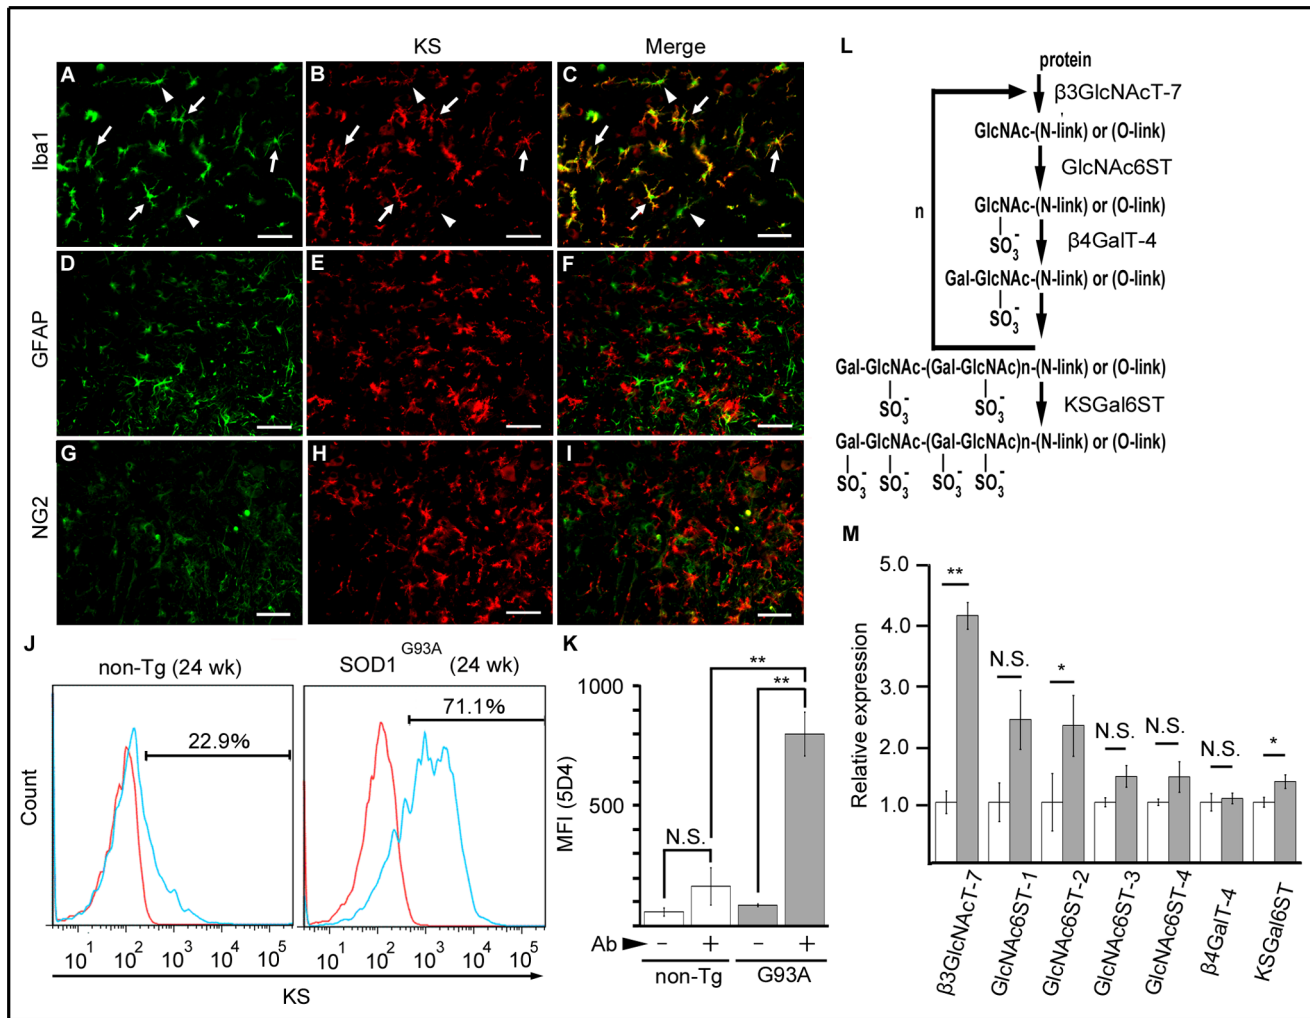 KS Merge
Iba1
A B C
GFAP
D E F
NG2
G H I
J
non-Tg (24 wk)
SOD1 G93A (24 wk)
22.9%
71.1%
Count
10^1 10^2 10^3 10^4 10^5
10^1 10^2 10^3 10^4 10^5
KS
K
MFI (5D4)
1000
500
N.S.
**
**
Ab - + - +
non-Tg G93A
L
protein
β3GlcNAcT-7
GlcNAc-(N-link) or (O-link)
GlcNAc6ST
GlcNAc-(N-link) or (O-link)
SO3-
β4GalT-4
Gal-GlcNAc-(N-link) or (O-link)
SO3-
n
Gal-GlcNAc-(Gal-GlcNAc)n-(N-link) or (O-link)
SO3- SO3-
KSGal6ST
Gal-GlcNAc-(Gal-GlcNAc)n-(N-link) or (O-link)
SO3- SO3- SO3- SO3-
M
Relative expression
5.0
4.0
3.0
2.0
1.0
** N.S. * N.S. N.S. N.S. *
β3GlcNAcT-7
GlcNAc6ST-1
GlcNAc6ST-2
GlcNAc6ST-3
GlcNAc6ST-4
β4GalT-4
KSGal6ST